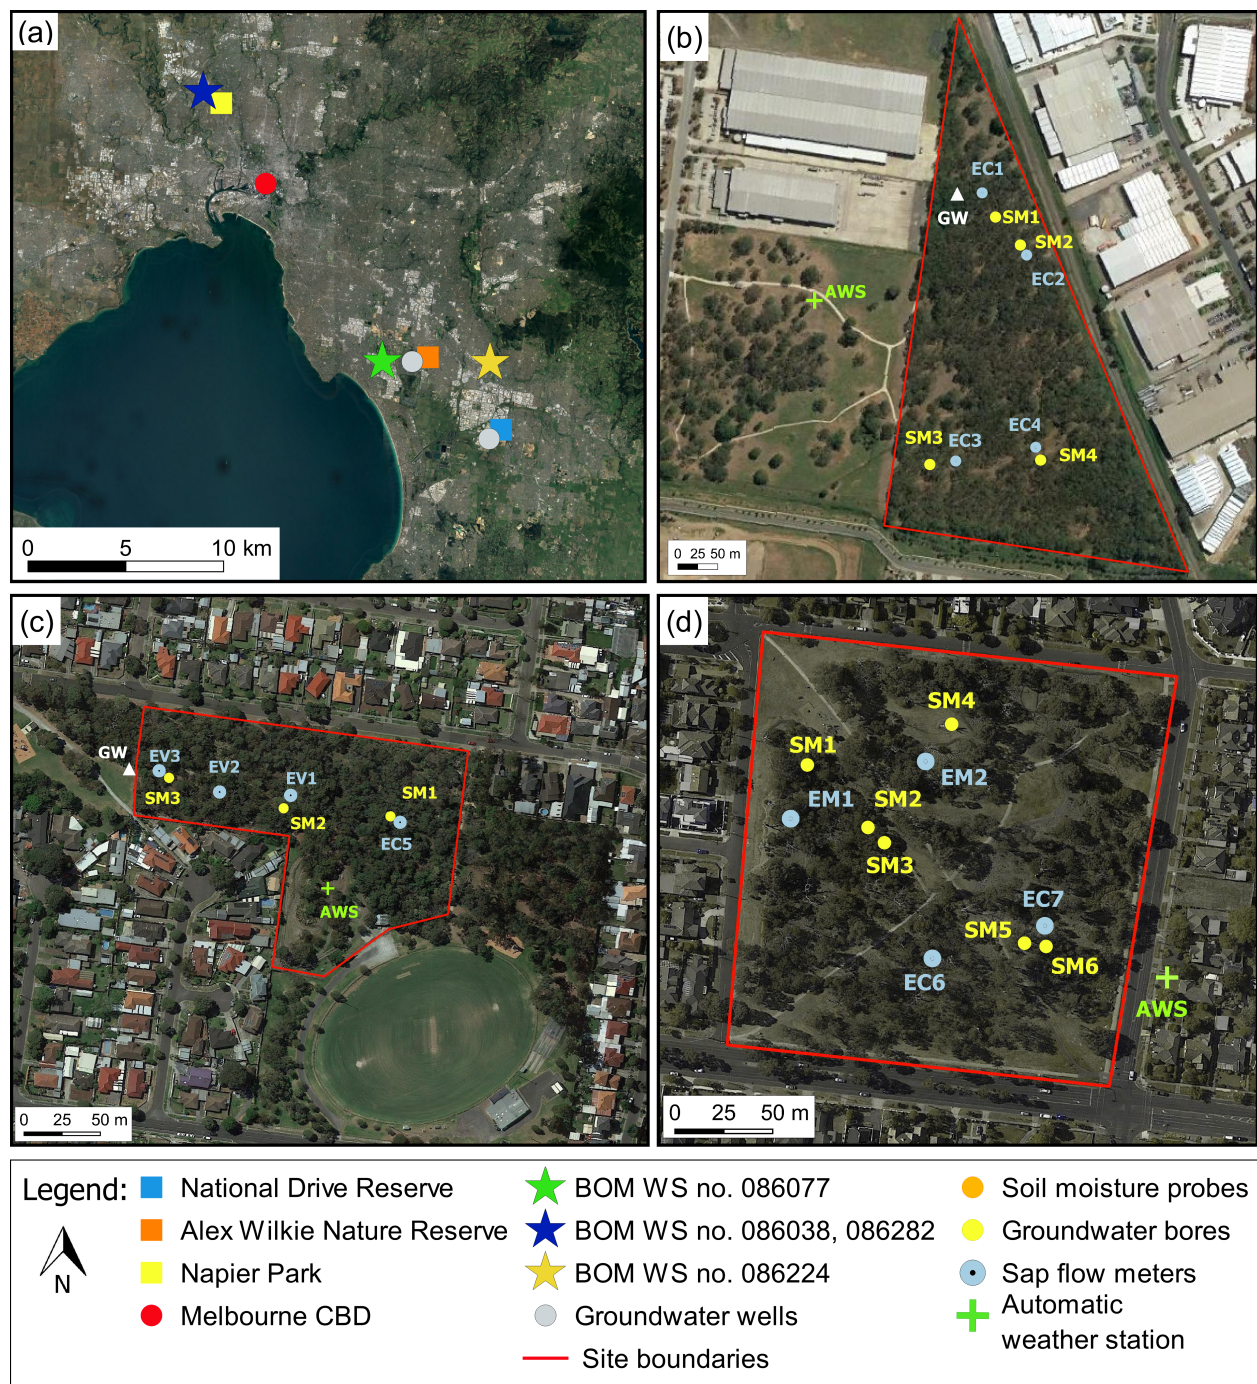 (a)
0 5 10 km
(b)
EC1
GW
SM1
SM2
EC2
AWS
SM3
EC3
EC4
SM4
0 25 50 m
(c)
GW
EV3
EV2
EV1
SM3
SM2
SM1
EC5
AWS
0 25 50 m
(d)
SM4
SM1
EM2
EM1
SM2
SM3
EC7
SM5
SM6
EC6
AWS
0 25 50 m
Legend:
N
National Drive Reserve
Alex Wilkie Nature Reserve
Napier Park
Melbourne CBD
BOM WS no. 086077
BOM WS no. 086038, 086282
BOM WS no. 086224
Groundwater wells
Site boundaries
Soil moisture probes
Groundwater bores
Sap flow meters
Automatic
weather station